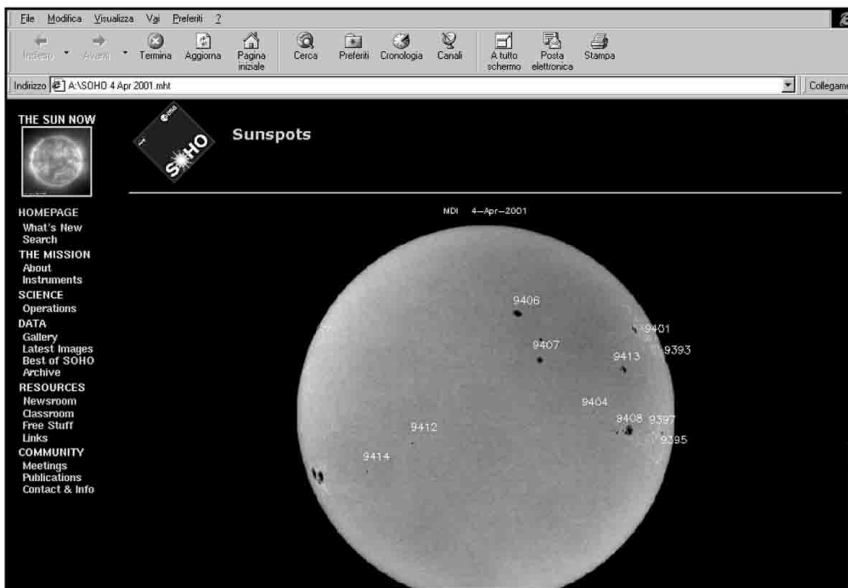 File Modifica Visualizza Vai Preferiti ?
Indietro Avanti Termina Aggiorna Pagina iniziale Cerca Preferiti Cronologia Canali A tutto schermo Posta elettronica Stampa
Indirizzo A:\SOHO 4 Apr 2001.mht Collegame
THE SUN NOW
esa
SOHO
Sunspots
HOMEPAGE
What's New
Search
THE MISSION
About
Instruments
SCIENCE
Operations
DATA
Gallery
Latest Images
Best of SOHO
Archive
RESOURCES
Newsroom
Classroom
Free Stuff
Links
COMMUNITY
Meetings
Publications
Contact & Info
MDI 4-Apr-2001
9406
9401
9407
9393
9413
9404
9408 9397
9412
9395
9414